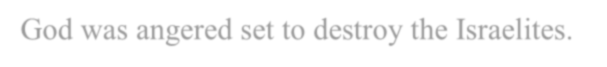 God was angered set to destroy the Israelites.